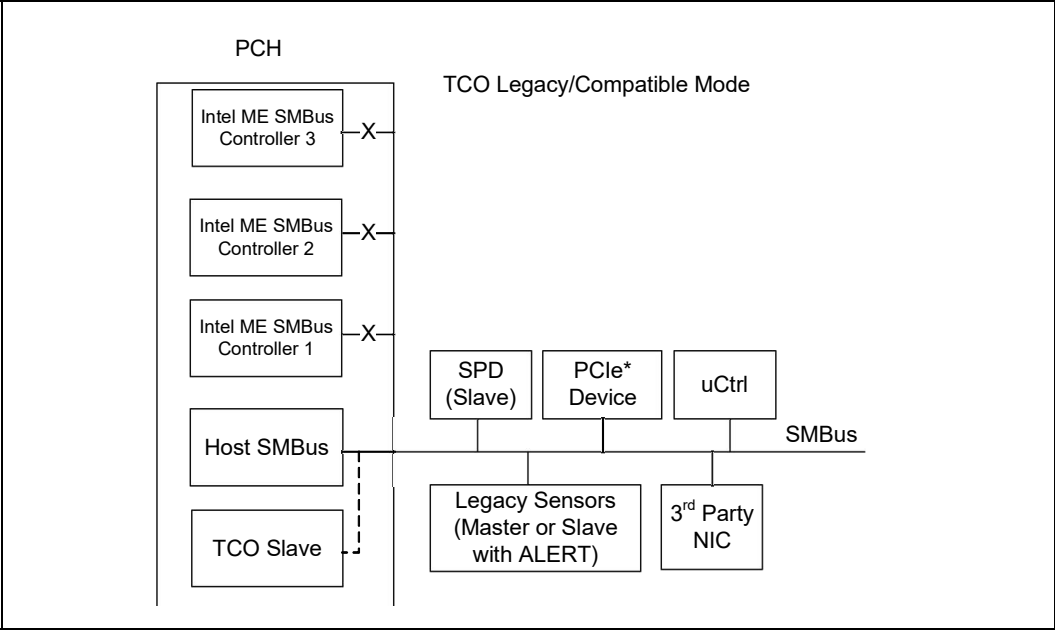 PCH
TCO Legacy/Compatible Mode
Intel ME SMBus
Controller 3
X
Intel ME SMBus
Controller 2
X
Intel ME SMBus
Controller 1
X
SPD
(Slave)
PCIe*
Device
uCtrl
Host SMBus
SMBus
Legacy Sensors
(Master or Slave
with ALERT)
3rd Party
NIC
TCO Slave